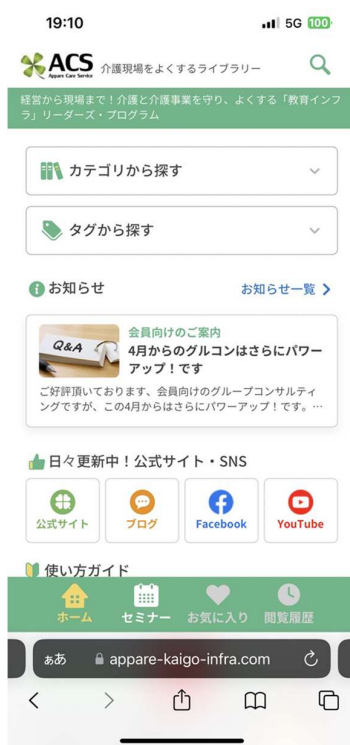 19:10
5G
100
ACS
Appare Care Service
介護現場をよくするライブラリー
経営から現場まで！介護と介護事業を守り、よくする「教育インフ
ラ」リーダーズ・プログラム
カテゴリから探す
タグから探す
お知らせ
お知らせ一覧
Q&A
会員向けのご案内
4月からのグルコンはさらにパワー
アップ！です
ご好評頂いております、会員向けのグループコンサルティ
ングですが、この4月からはさらにパワーアップ！です。…
日々更新中！公式サイト・SNS
公式サイト
ブログ
Facebook
YouTube
使い方ガイド
ホーム
セミナー
お気に入り
閲覧履歴
ぁあ
appare-kaigo-infra.com